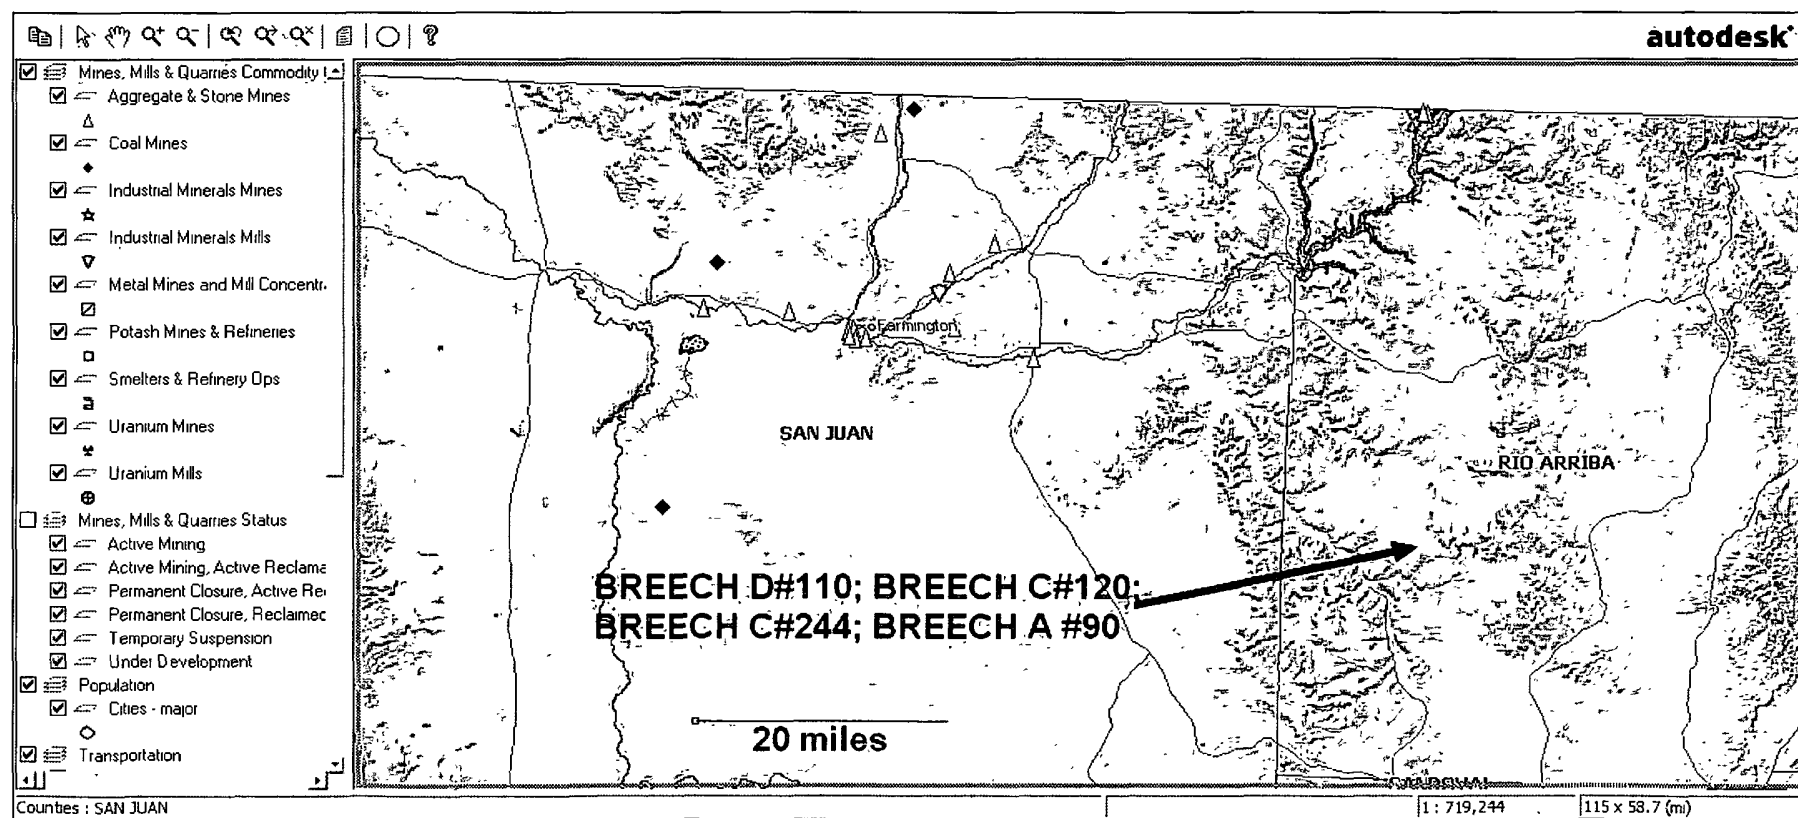 autodesk
Mines, Mills & Quarries Commodity
Aggregate & Stone Mines
Coal Mines
Industrial Minerals Mines
Industrial Minerals Mills
Metal Mines and Mill Concentr.
Potash Mines & Refineries
Smelters & Refinery Ops
Uranium Mines
Uranium Mills
Mines, Mills & Quarries Status
Active Mining
Active Mining, Active Reclama
Permanent Closure, Active Re
Permanent Closure, Reclaimec
Temporary Suspension
Under Development
Population
Cities - major
Transportation
Farmington
SAN JUAN
RIO ARRIBA
BREECH D#110; BREECH C#120;
BREECH C#244; BREECH A #90
20 miles
SANDOVAL
Counties : SAN JUAN
1 : 719,244
115 x 58.7 (mi)